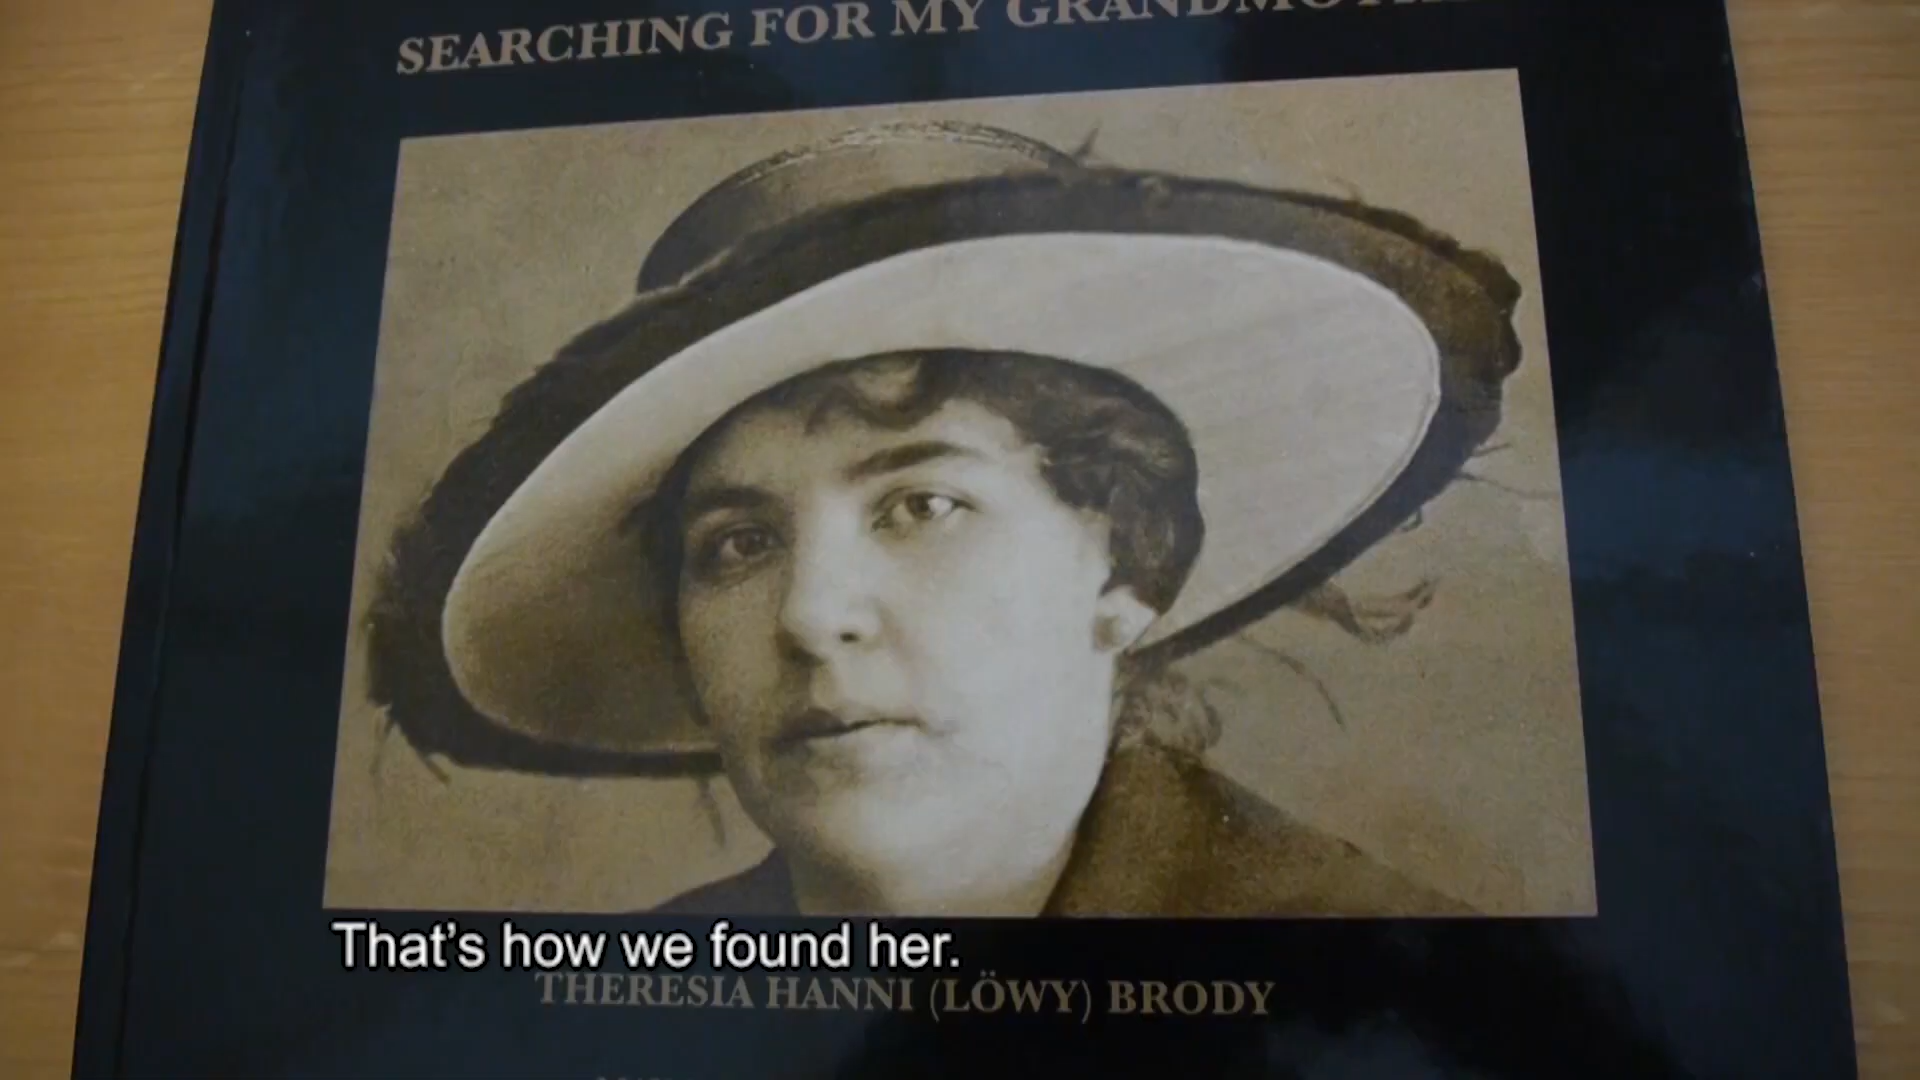 SEARCHING FOR MY
That's how we found her.
THERESIA HANNI (LÖWY) BRODY